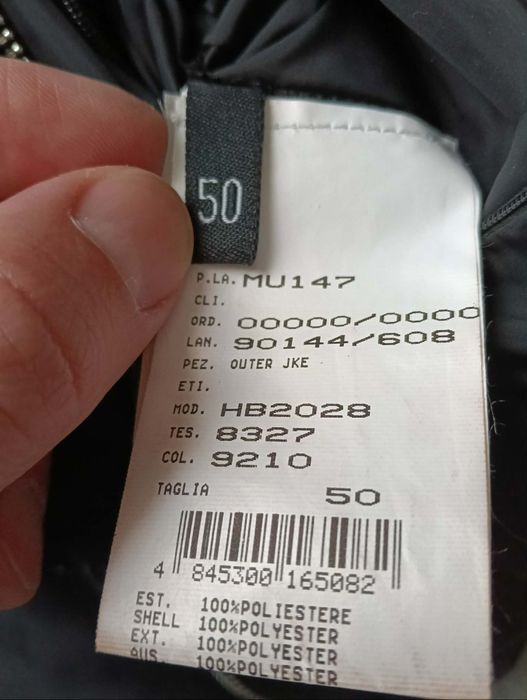 50
P.LA. MU147
CLI.
ORD. 00000/0000
LAN. 90144/608
PEZ. OUTER JKE
ETI.
MOD. HB2028
TES. 8327
COL. 9210
TAGLIA 50
4 845300 165082
EST. 100%POLIESTERE
SHELL 100%POLYESTER
EXT. 100%POLYESTER
AUS. 100%POLYESTER